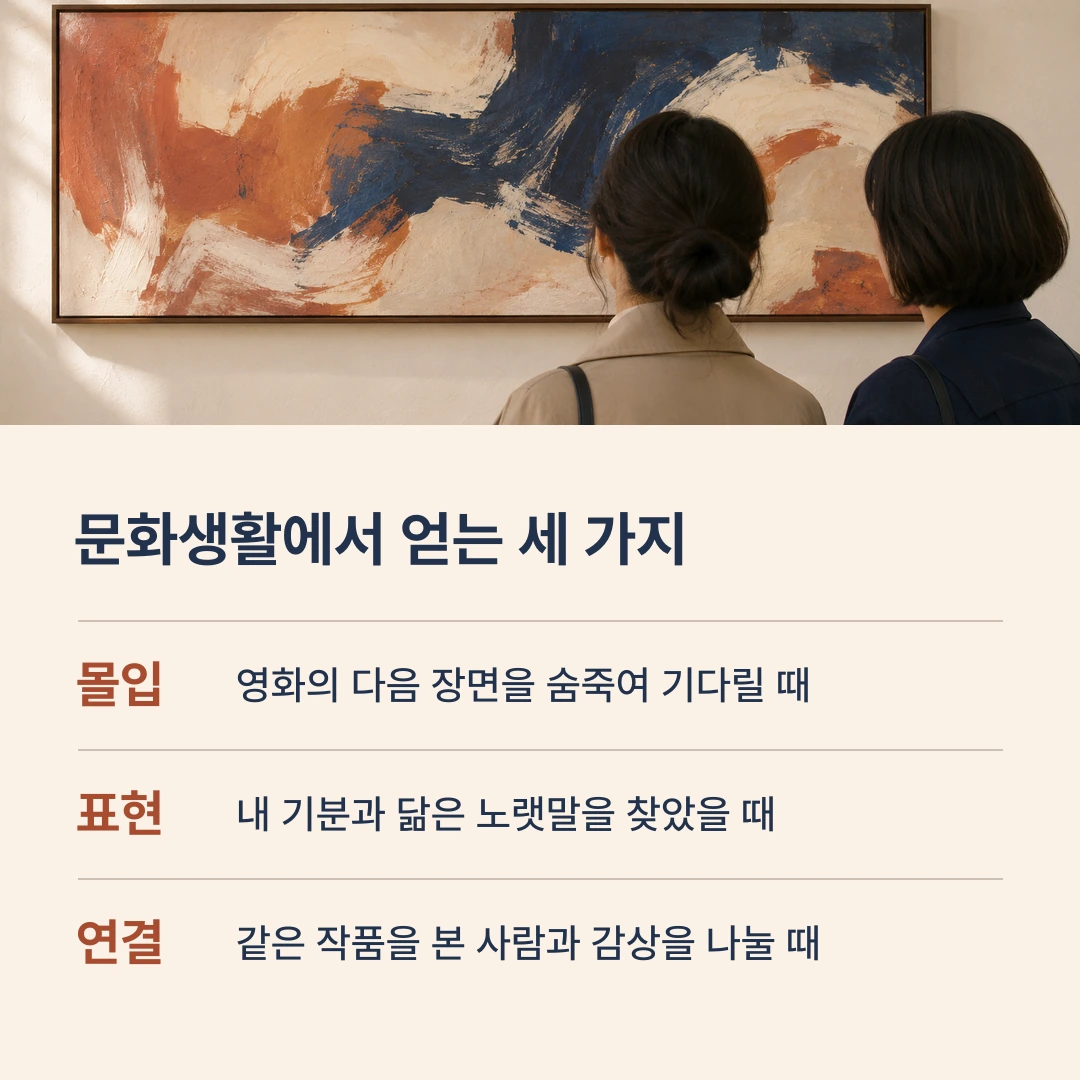 문화생활에서 얻는 세 가지
몰입 영화의 다음 장면을 숨죽여 기다릴 때
표현 내 기분과 닮은 노랫말을 찾았을 때
연결 같은 작품을 본 사람과 감상을 나눌 때